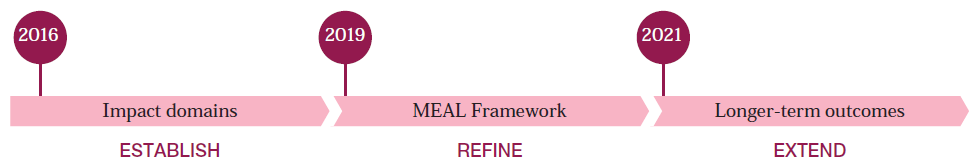 2016
2019
2021
Impact domains
MEAL Framework
Longer-term outcomes
ESTABLISH
REFINE
EXTEND